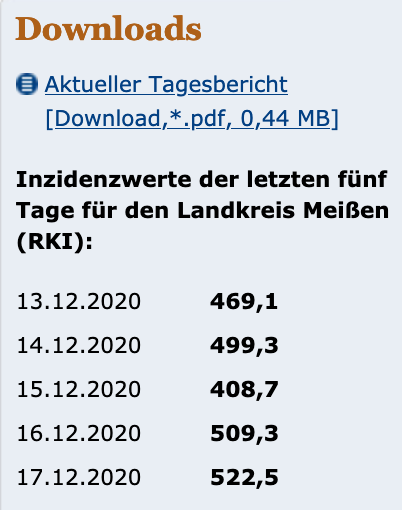 Downloads
Aktueller Tagesbericht
[Download,*.pdf, 0,44 MB]
Inzidenzwerte der letzten fünf
Tage für den Landkreis Meißen
(RKI):
13.12.2020 469,1
14.12.2020 499,3
15.12.2020 408,7
16.12.2020 509,3
17.12.2020 522,5